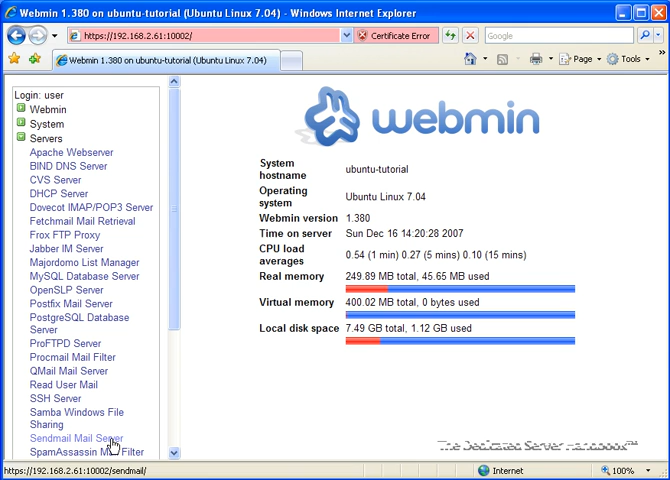 Webmin 1.380 on ubuntu-tutorial (Ubuntu Linux 7.04) - Windows Internet Explorer
https://192.168.2.61:10002/
Certificate Error
Google
Webmin 1.380 on ubuntu-tutorial (Ubuntu Linux 7.04)
Page
Tools
Login: user
Webmin
System
Servers
Apache Webserver
BIND DNS Server
CVS Server
DHCP Server
Dovecot IMAP/POP3 Server
Fetchmail Mail Retrieval
Frox FTP Proxy
Jabber IM Server
Majordomo List Manager
MySQL Database Server
OpenSLP Server
Postfix Mail Server
PostgreSQL Database
Server
ProFTPD Server
Procmail Mail Filter
QMail Mail Server
Read User Mail
SSH Server
Samba Windows File
Sharing
Sendmail Mail Server
SpamAssassin Mail Filter
webmin
System
hostname
ubuntu-tutorial
Operating
system
Ubuntu Linux 7.04
Webmin version 1.380
Time on server Sun Dec 16 14:20:28 2007
CPU load
averages
0.54 (1 min) 0.27 (5 mins) 0.10 (15 mins)
Real memory 249.89 MB total, 45.65 MB used
Virtual memory 400.02 MB total, 0 bytes used
Local disk space 7.49 GB total, 1.12 GB used
The Dedicated Server Handbook™
https://192.168.2.61:10002/sendmail/
Internet
100%